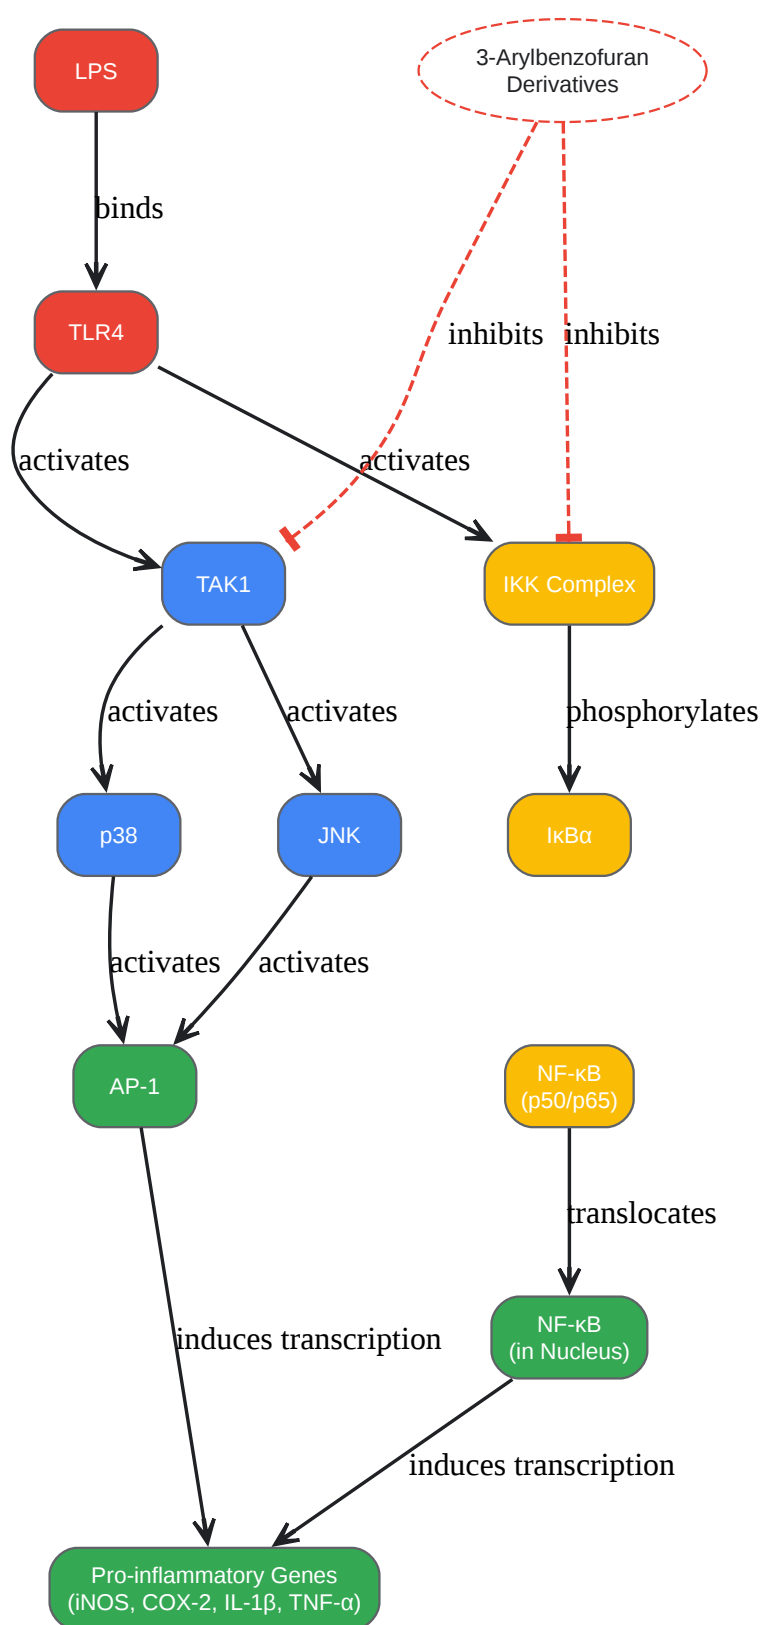 LPS
3-Arylbenzofuran
Derivatives
binds
TLR4
inhibits
inhibits
activates
activates
TAK1
IKK Complex
activates
activates
phosphorylates
p38
JNK
IκBα
activates
activates
AP-1
NF-κB
(p50/p65)
translocates
NF-κB
(in Nucleus)
induces transcription
induces transcription
Pro-inflammatory Genes
(iNOS, COX-2, IL-1β, TNF-α)